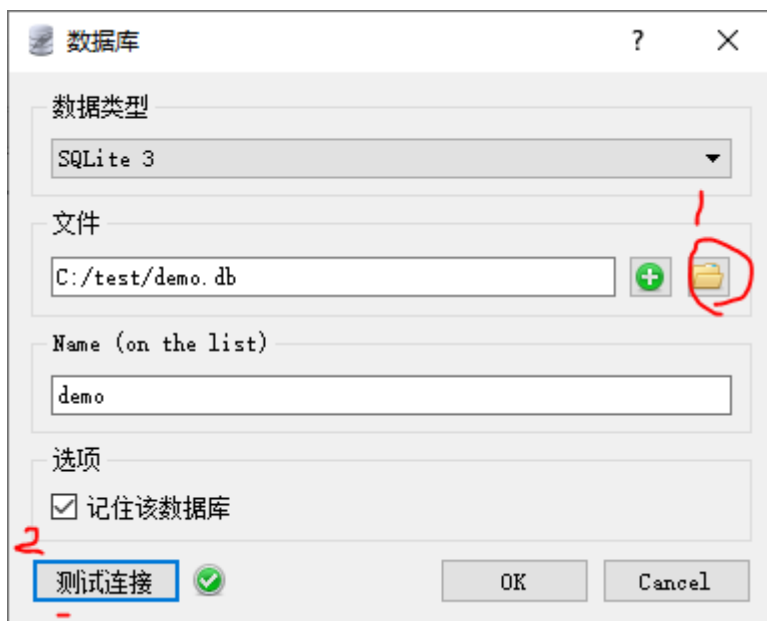 数据库
数据类型
SQLite 3
1
文件
C:/test/demo.db
Name (on the list)
demo
选项
记住该数据库
2
测试连接 OK Cancel